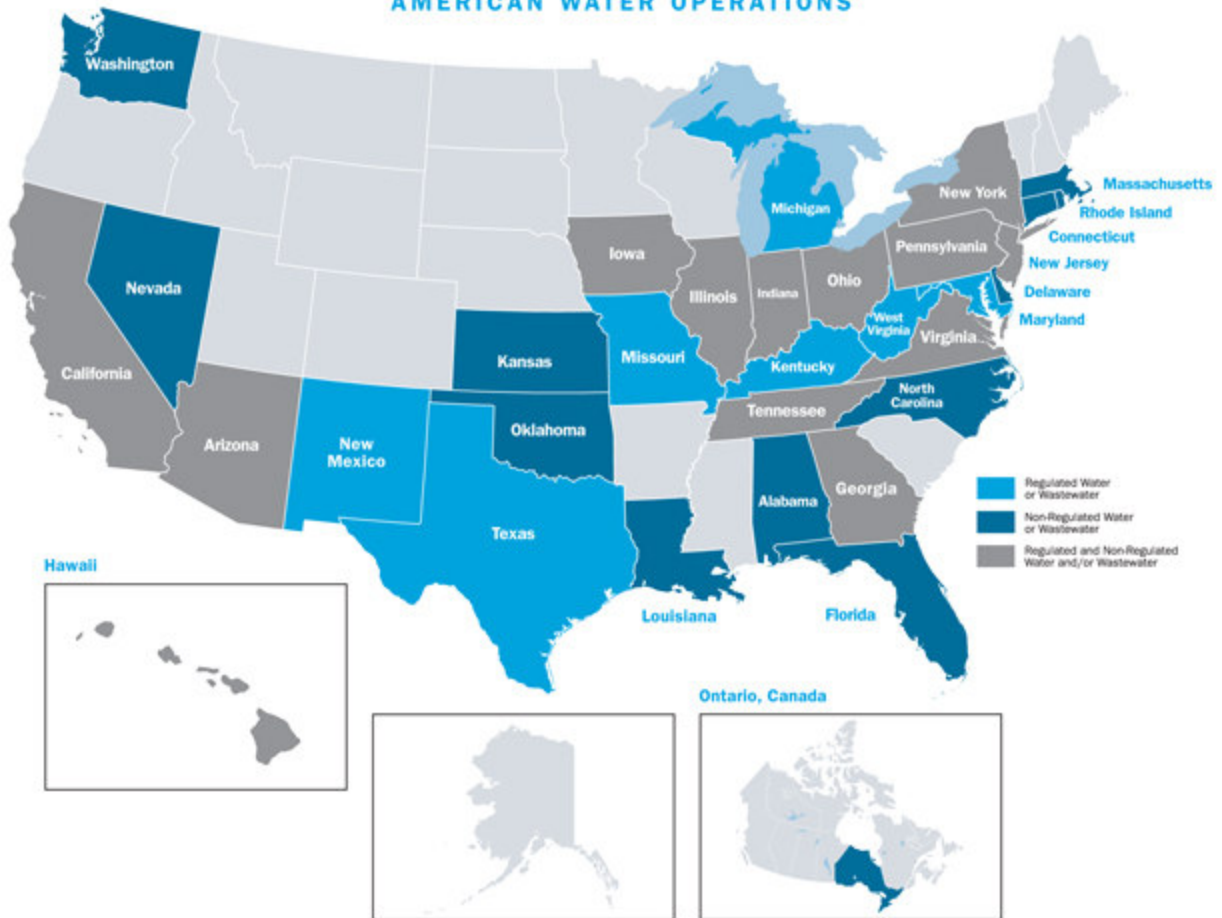 AMERICAN WATER OPERATIONS
Washington
Massachusetts
New York
Michigan
Rhode Island
Connecticut
Pennsylvania
Iowa
New Jersey
Ohio
Nevada
Illinois
Indiana
Delaware
West
Virginia
Maryland
Virginia
Missouri
Kansas
Kentucky
California
North
Carolina
Tennessee
Oklahoma
Arizona
New
Mexico
Regulated Water
or Wastewater
Georgia
Alabama
Non-Regulated Water
or Wastewater
Texas
Regulated and Non-Regulated
Water and/or Wastewater
Hawaii
Louisiana
Florida
Ontario, Canada